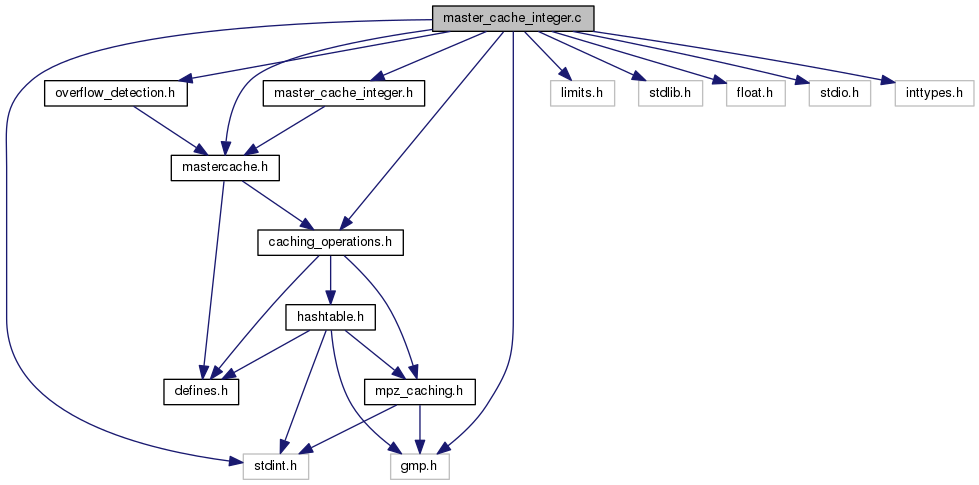 master_cache_integer.c
overflow_detection.h
master_cache_integer.h
limits.h
stdlib.h
float.h
stdio.h
inttypes.h
mastercache.h
caching_operations.h
hashtable.h
defines.h
mpz_caching.h
stdint.h
gmp.h